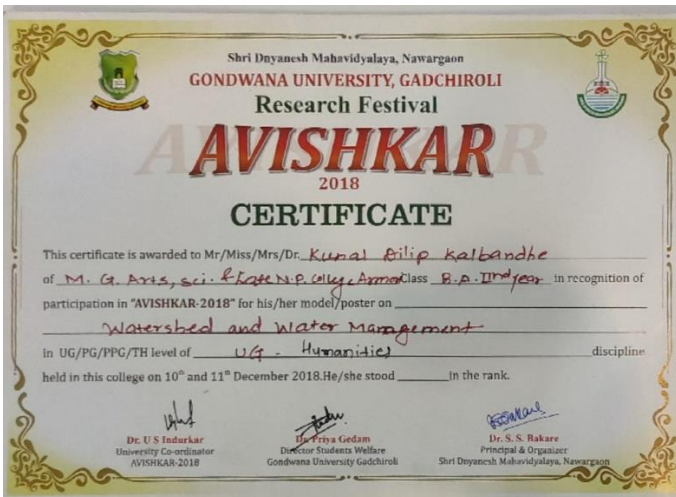 Shri Dnyanesh Mahavidyalaya, Nawargaon
GONDWANA UNIVERSITY, GADCHIROLI
Research Festival
AVISHKAR
2018
CERTIFICATE
This certificate is awarded to Mr/Miss/Mrs/Dr. Kunal Dilip Kalbandhe
of M. G. Arts, sci. & Late N.P. College, Armori Class B.A. IInd year in recognition of
participation in "AVISHKAR-2018" for his/her model/poster on
Watershed and Water Management
in UG/PG/PPG/TH level of UG - Humanities discipline
held in this college on 10th and 11th December 2018.He/she stood ______ in the rank.
Dr. U S Indurkar
University Co-ordinator
AVISHKAR-2018
Dr. Priya Gedam
Director Students Welfare
Gondwana University Gadchiroli
Dr. S. S. Bakare
Principal & Organizer
Shri Dnyanesh Mahavidyalaya, Nawargaon